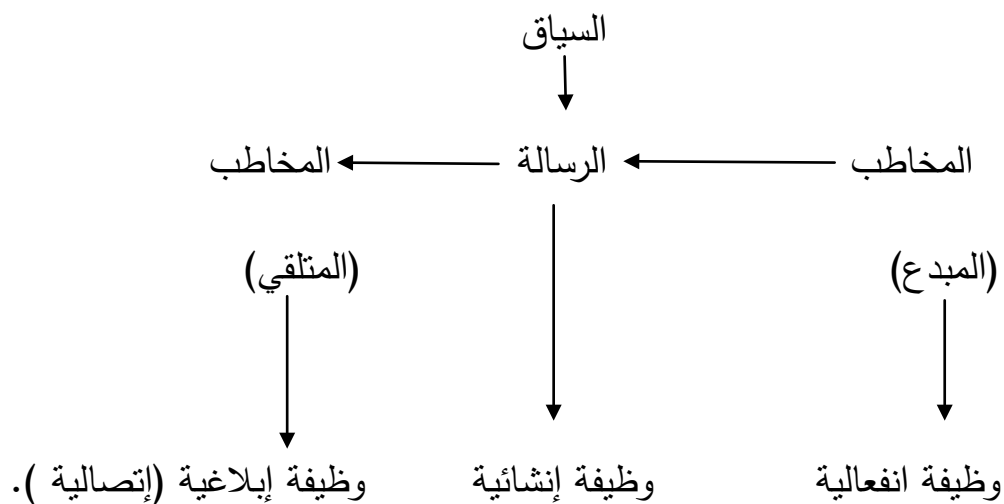 السياق
المخاطب الرسالة المخاطب
(المبدع) (المتلقي)
وظيفة انفعالية وظيفة إنشائية وظيفة إبلاغية (إتصالية ).